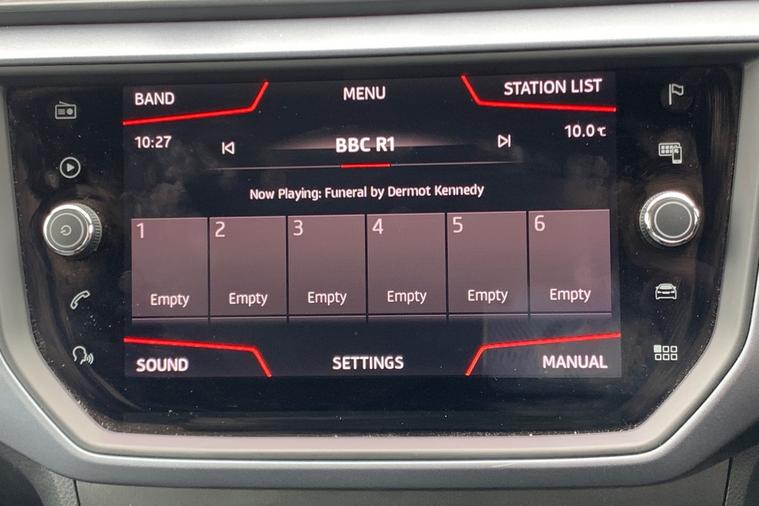 BAND MENU STATION LIST
10:27 BBC R1 10.0°C
Now Playing: Funeral by Dermot Kennedy
1 2 3 4 5 6
Empty Empty Empty Empty Empty Empty
SOUND SETTINGS MANUAL